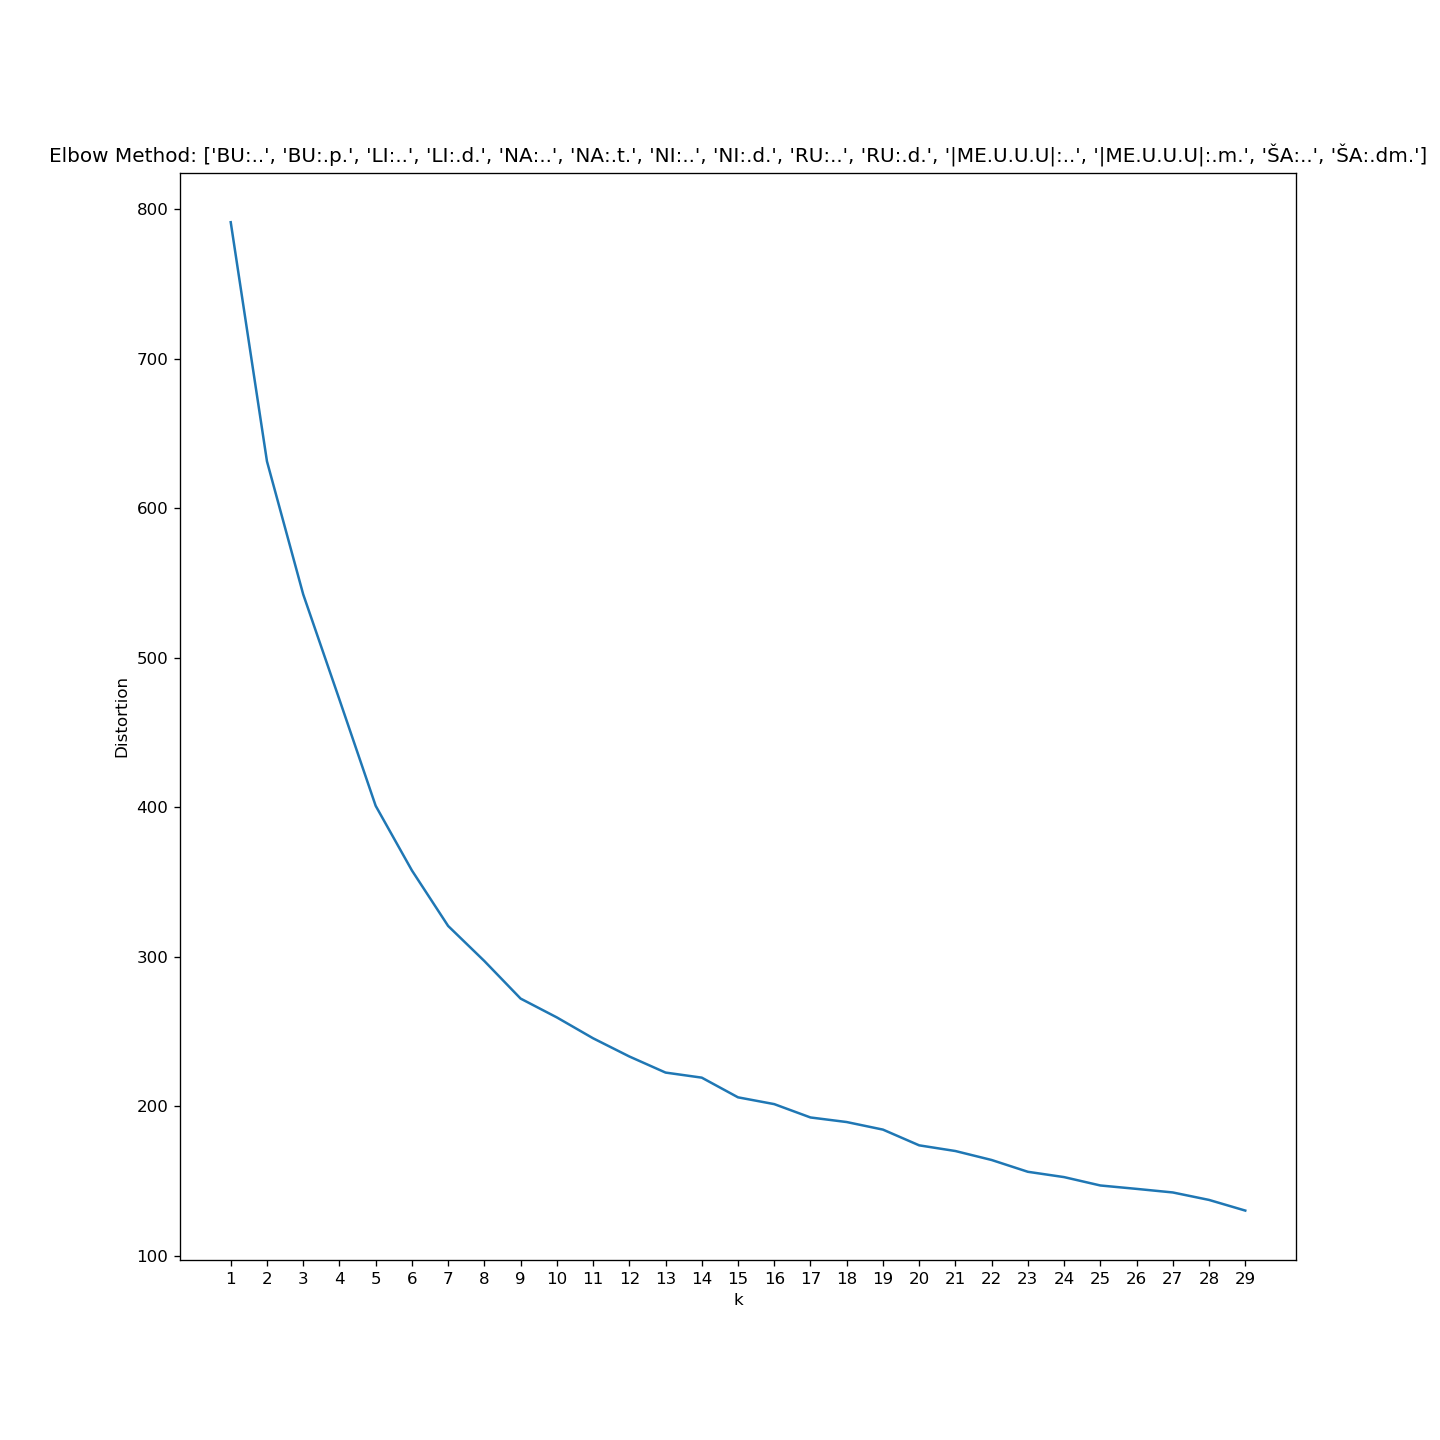 Elbow Method: ['BU:..', 'BU:.p.', 'LI:..', 'LI:.d.', 'NA:..', 'NA:.t.', 'NI:..', 'NI:.d.', 'RU:..', 'RU:.d.', '|ME.U.U.U|:..', '|ME.U.U.U|:.m.', 'ŠA:..', 'ŠA:.dm.']
800
700
600
500
400
300
200
100
Distortion
1 2 3 4 5 6 7 8 9 10 11 12 13 14 15 16 17 18 19 20 21 22 23 24 25 26 27 28 29
k